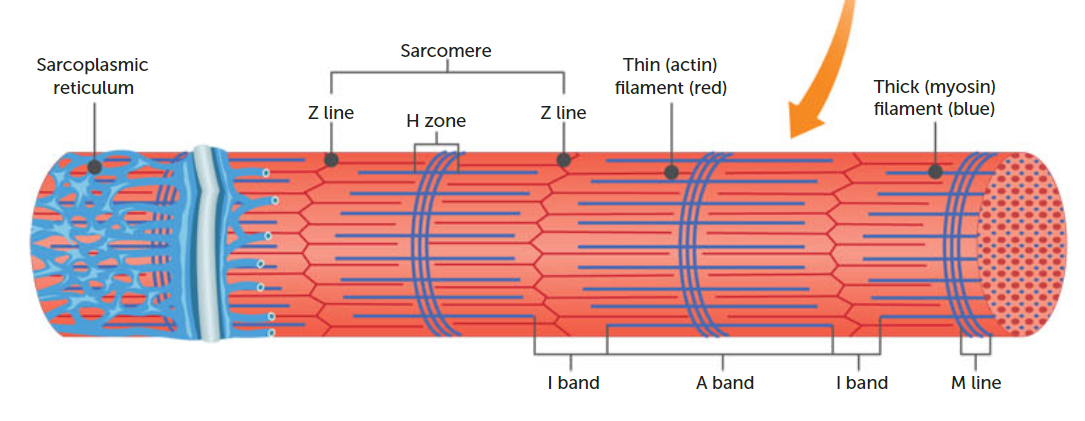 Sarcoplasmic
reticulum
Sarcomere
Z line
H zone
Z line
Thin (actin)
filament (red)
Thick (myosin)
filament (blue)
I band
A band
I band
M line